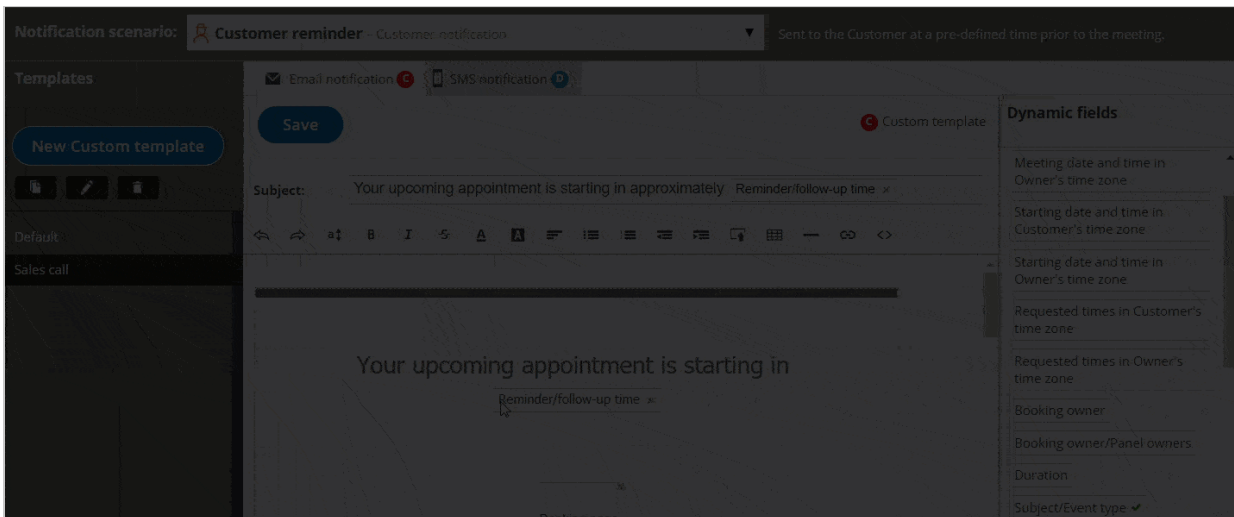 Notification scenario: Customer reminder - Customer notification Sent to the Customer at a pre-defined time prior to the meeting.
Templates
Email notification C SMS notification D
New Custom template
Default
Sales call
Save
C Custom template
Subject: Your upcoming appointment is starting in approximately Reminder/follow-up time ×
Your upcoming appointment is starting in
Reminder/follow-up time ×
Dynamic fields
Meeting date and time in
Owner's time zone
Starting date and time in
Customer's time zone
Starting date and time in
Owner's time zone
Requested times in Customer's
time zone
Requested times in Owner's
time zone
Booking owner
Booking owner/Panel owners
Duration
Subject/Event type ✔